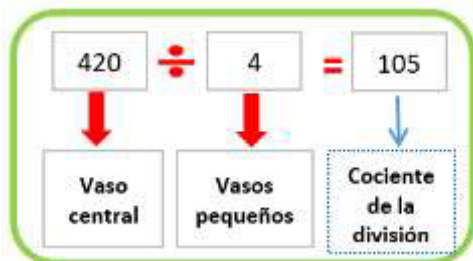 420 ÷ 4 = 105
Vaso
central
Vasos
pequeños
Cociente
de la
división